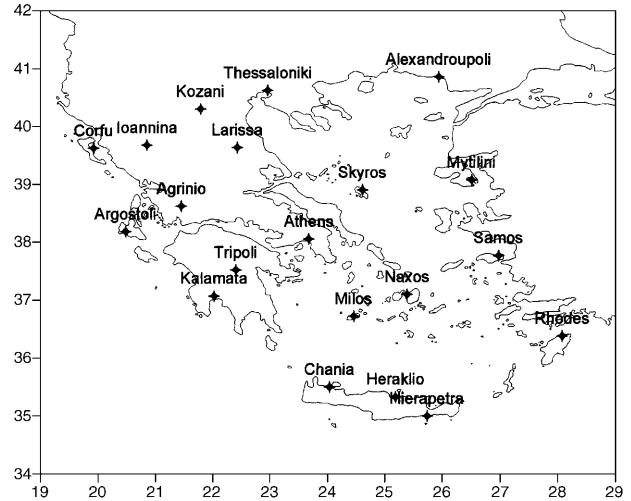 42
Alexandroupoli
41
Thessaloniki
Kozani
40
Corfu
Ioannina
Larissa
Skyros
Mytilini
39
Agrinio
Argostoli
Athens
38
Samos
Tripoli
Kalamata
Naxos
37
Milos
Rhodes
36
Chania
Heraklio
Hierapetra
35
34
19 20 21 22 23 24 25 26 27 28 29